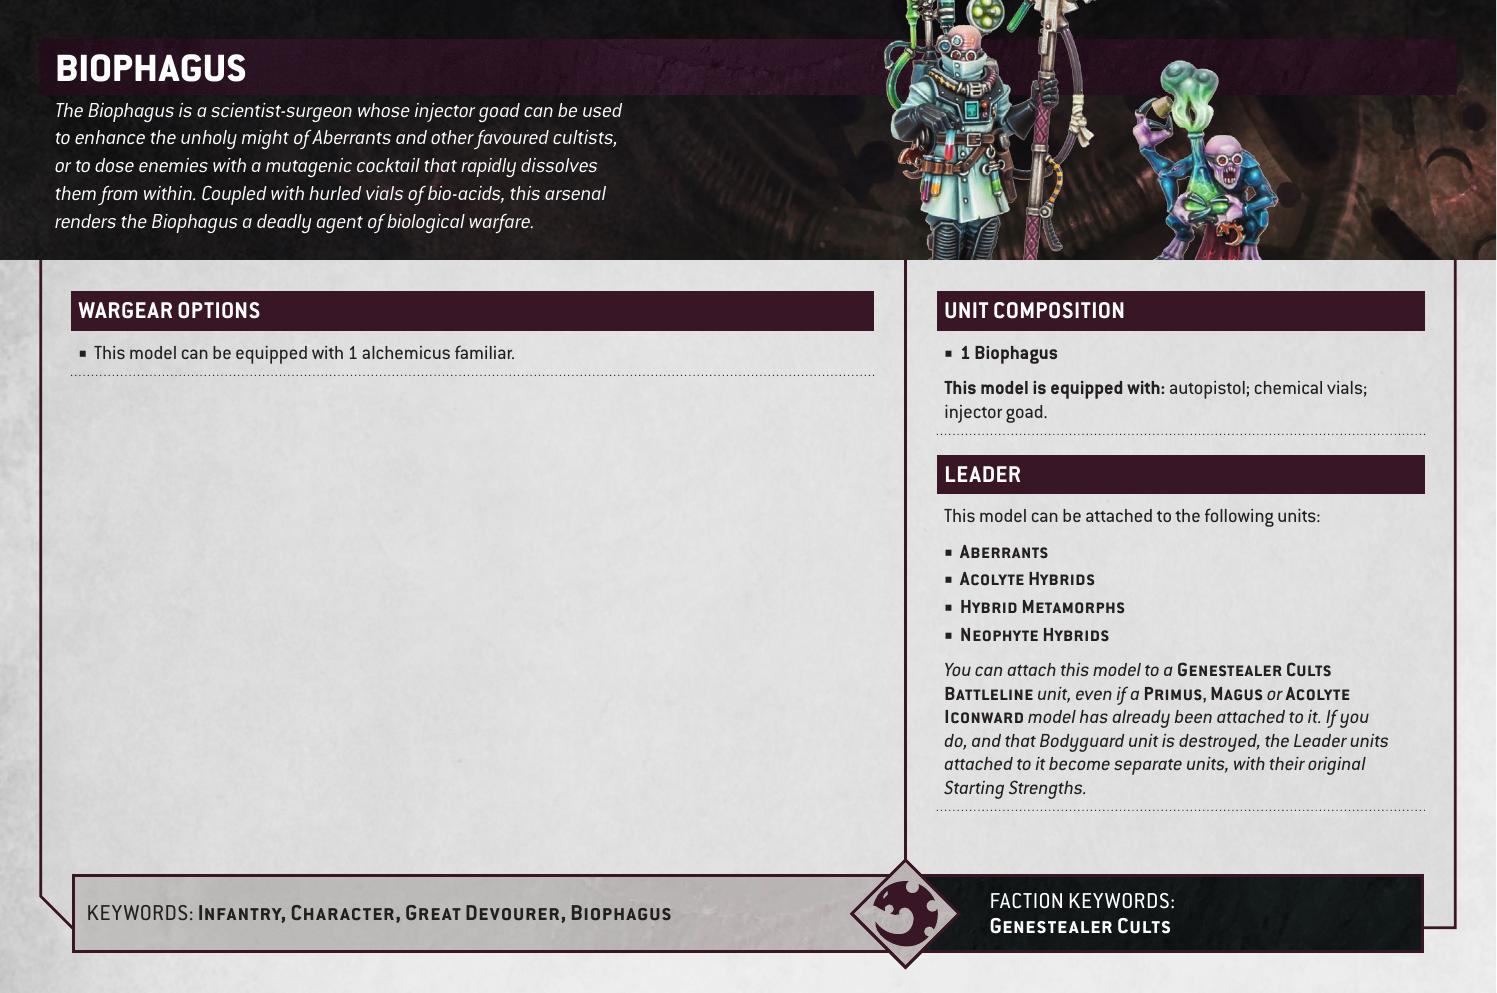 BIOPHAGUS
The Biophagus is a scientist-surgeon whose injector goad can be used
to enhance the unholy might of Aberrants and other favoured cultists,
or to dose enemies with a mutagenic cocktail that rapidly dissolves
them from within. Coupled with hurled vials of bio-acids, this arsenal
renders the Biophagus a deadly agent of biological warfare.
WARGEAR OPTIONS
■ This model can be equipped with 1 alchemicus familiar.
UNIT COMPOSITION
■ 1 Biophagus
This model is equipped with: autopistol; chemical vials;
injector goad.
LEADER
This model can be attached to the following units:
■ Aberrants
■ Acolyte Hybrids
■ Hybrid Metamorphs
■ Neophyte Hybrids
You can attach this model to a Genestealer Cults
Battleline unit, even if a Primus, Magus or Acolyte
Iconward model has already been attached to it. If you
do, and that Bodyguard unit is destroyed, the Leader units
attached to it become separate units, with their original
Starting Strengths.
KEYWORDS: Infantry, Character, Great Devourer, Biophagus
FACTION KEYWORDS:
Genestealer Cults